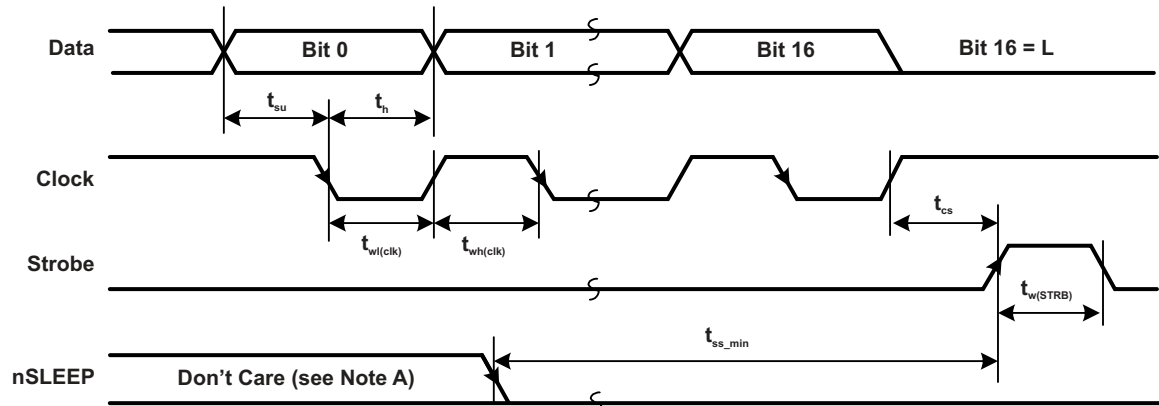 Data
Bit 0
Bit 1
Bit 16
Bit 16 = L
tsu
th
Clock
tcs
twl(clk)
twh(clk)
Strobe
tw(STRB)
tss_min
nSLEEP
Don't Care (see Note A)